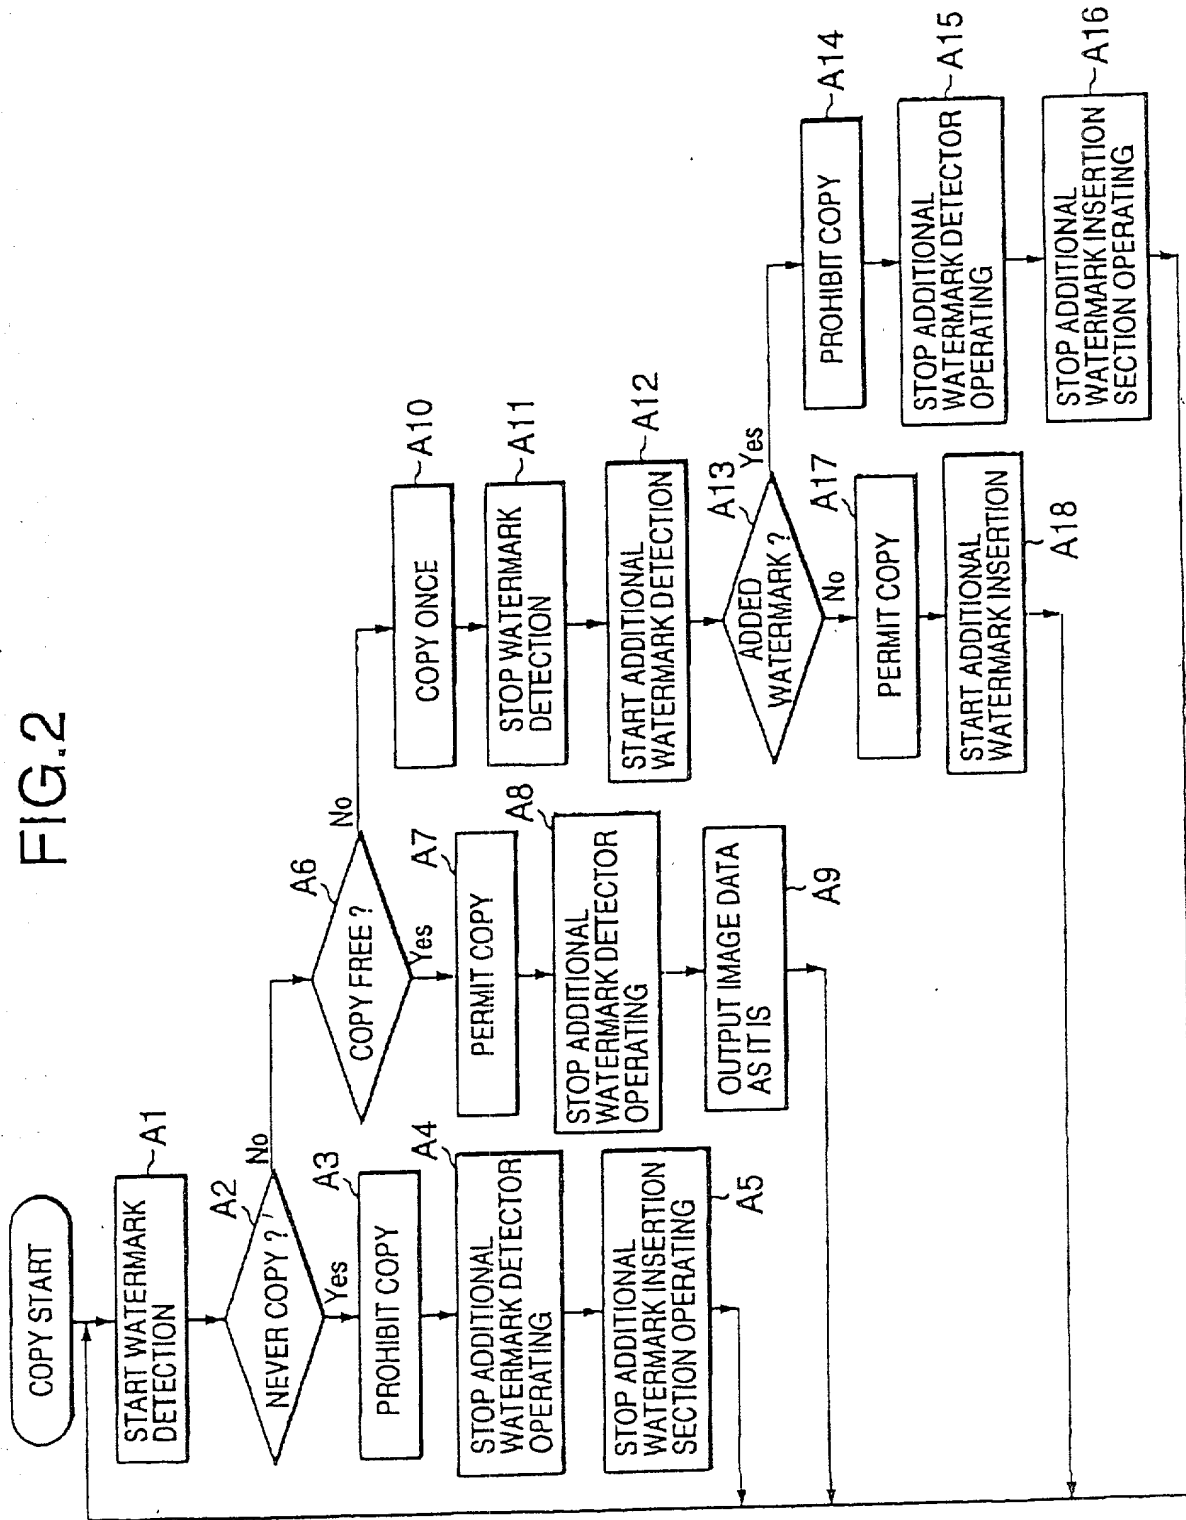 FIG.2
COPY START
START WATERMARK
DETECTION
A1
NEVER COPY ?
A2
No
Yes
PROHIBIT COPY
A3
STOP ADDITIONAL
WATERMARK DETECTOR
OPERATING
A4
STOP ADDITIONAL
WATERMARK INSERTION
SECTION OPERATING
A5
COPY FREE ?
A6
No
Yes
PERMIT COPY
A7
STOP ADDITIONAL
WATERMARK DETECTOR
OPERATING
A8
OUTPUT IMAGE DATA
AS IT IS
A9
COPY ONCE
A10
STOP WATERMARK
DETECTION
A11
START ADDITIONAL
WATERMARK DETECTION
A12
ADDED
WATERMARK ?
A13
Yes
No
PROHIBIT COPY
A14
STOP ADDITIONAL
WATERMARK DETECTOR
OPERATING
A15
STOP ADDITIONAL
WATERMARK INSERTION
SECTION OPERATING
A16
PERMIT COPY
A17
START ADDITIONAL
WATERMARK INSERTION
A18